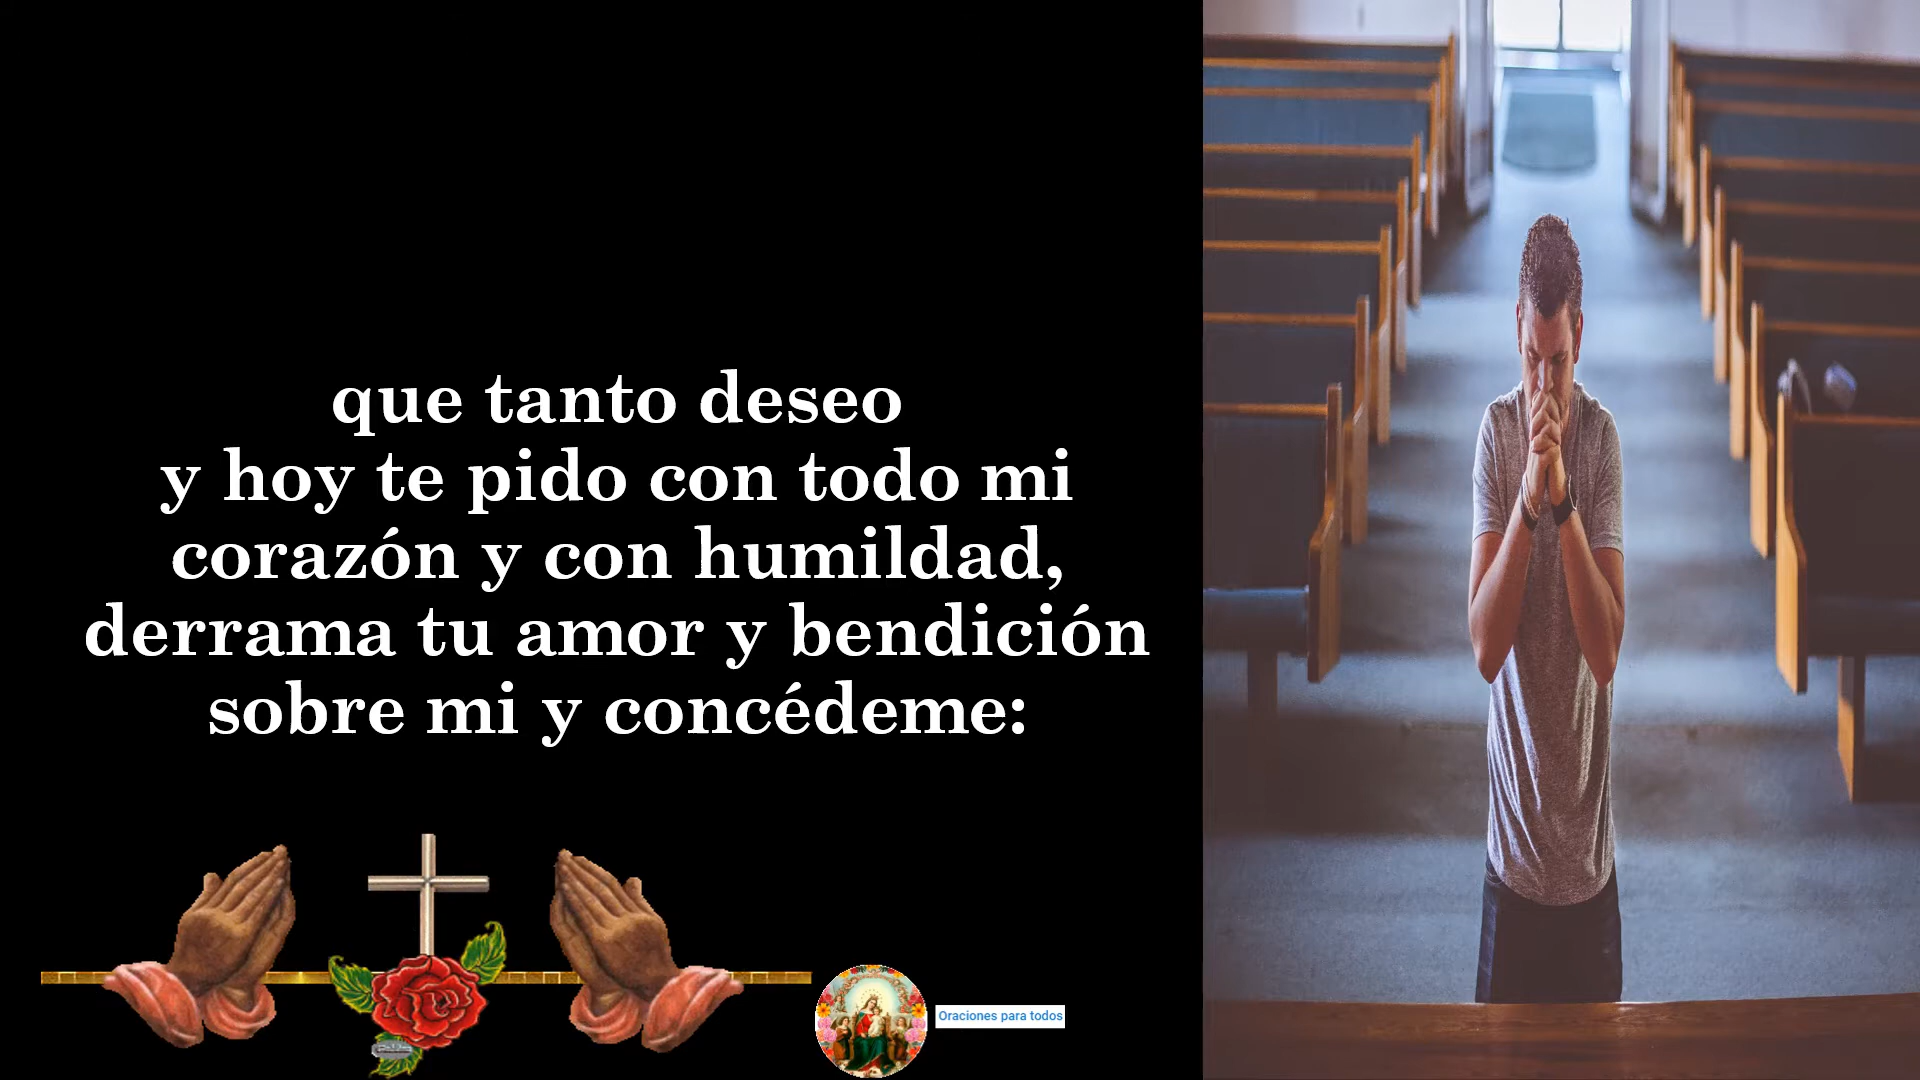 que tanto deseo
y hoy te pido con todo mi
corazón y con humildad,
derrama tu amor y bendición
sobre mi y concédeme:
Oraciones para todos